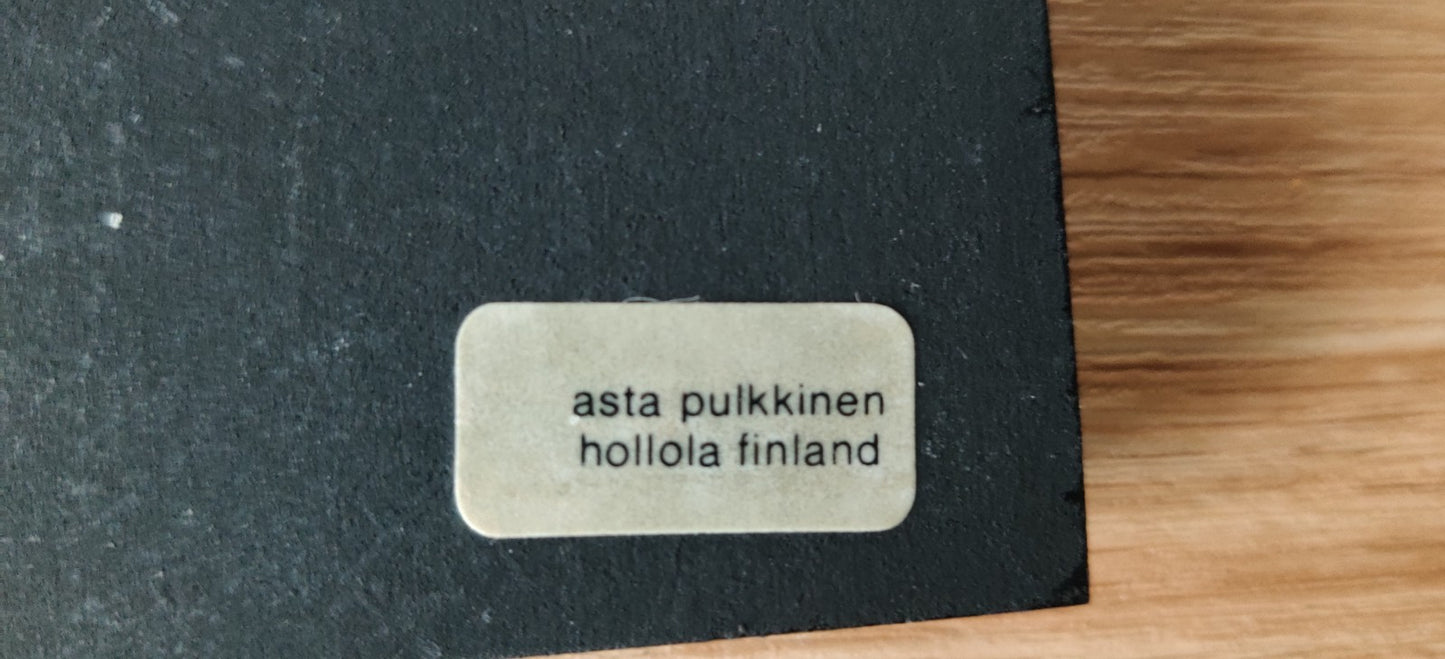 asta pulkkinen
hollola finland